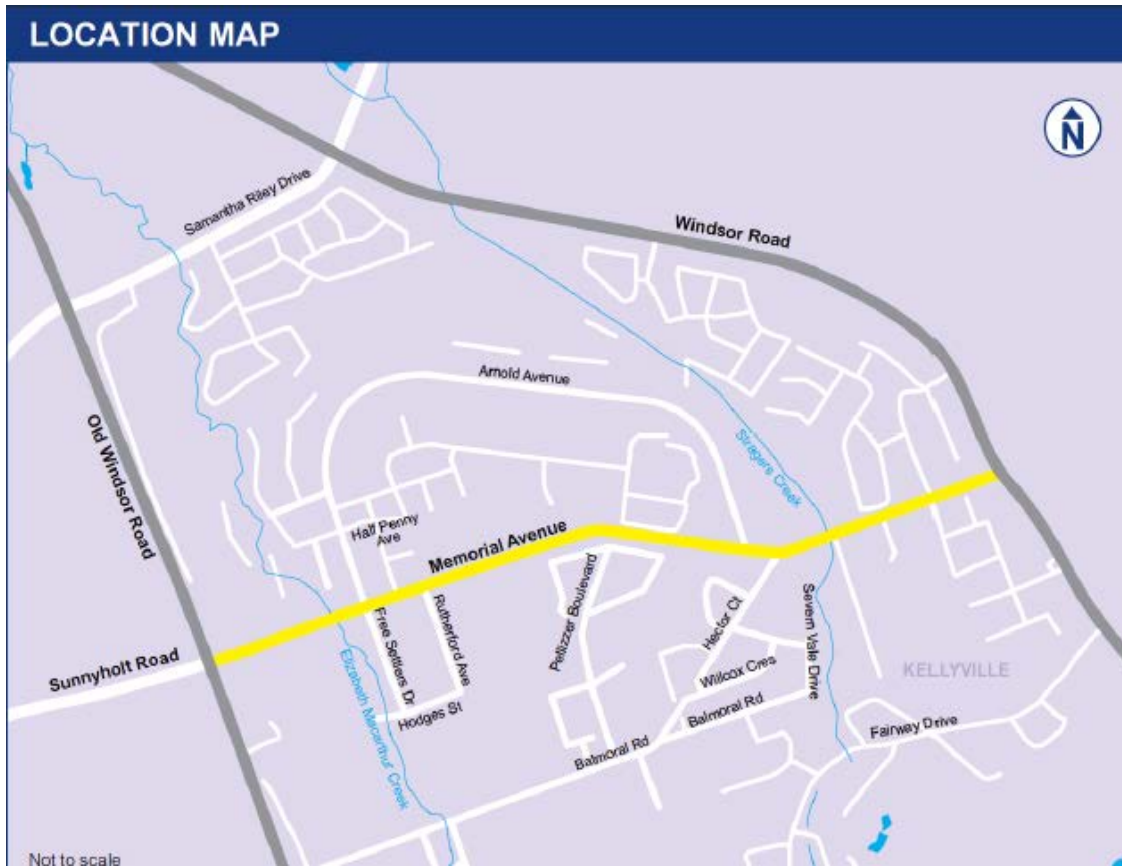 LOCATION MAP
N
Samantha Riley Drive
Windsor Road
Old Windsor Road
Arnold Avenue
Stragers Creek
Half Penny
Ave
Memorial Avenue
Pellizzer Boulevard
Hector Ct
Severn Vale Drive
Sunnyholt Road
Free Settlers Dr
Rutherford Ave
Elizabeth Macarthur Creek
Hodges St
Willcox Cres
Balmoral Rd
KELLYVILLE
Fairway Drive
Balmoral Rd
Not to scale